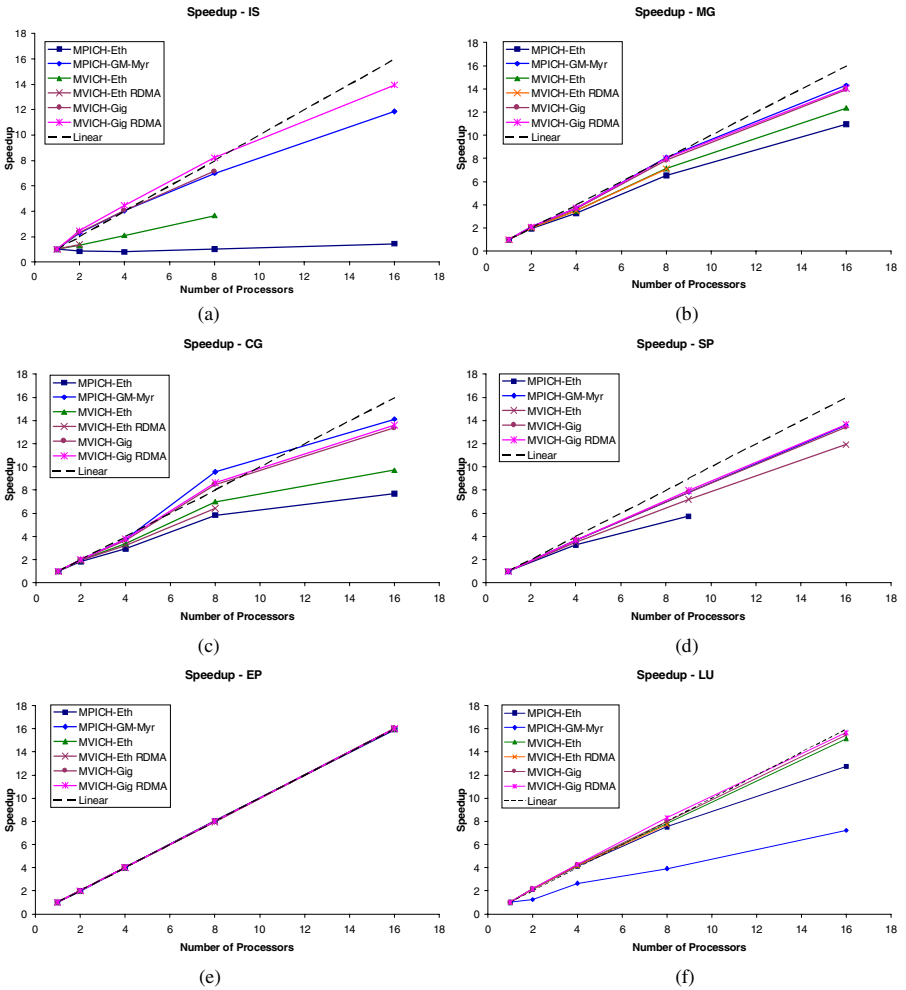 Speedup - IS
18
16
14
12
10
8
6
4
2
0
Speedup
MPICH-Eth
MPICH-GM-Myr
MVICH-Eth
MVICH-Eth RDMA
MVICH-Gig
MVICH-Gig RDMA
Linear
0 2 4 6 8 10 12 14 16 18
Number of Processors
(a)
Speedup - MG
18
16
14
12
10
8
6
4
2
0
Speedup
MPICH-Eth
MPICH-GM-Myr
MVICH-Eth
MVICH-Eth RDMA
MVICH-Gig
MVICH-Gig RDMA
Linear
0 2 4 6 8 10 12 14 16 18
Number of Processors
(b)
Speedup - CG
18
16
14
12
10
8
6
4
2
0
Speedup
MPICH-Eth
MPICH-GM-Myr
MVICH-Eth
MVICH-Eth RDMA
MVICH-Gig
MVICH-Gig RDMA
Linear
0 2 4 6 8 10 12 14 16 18
Number of Processors
(c)
Speedup - SP
18
16
14
12
10
8
6
4
2
0
Speedup
MPICH-Eth
MPICH-GM-Myr
MVICH-Eth
MVICH-Gig
MVICH-Gig RDMA
Linear
0 2 4 6 8 10 12 14 16 18
Number of Processors
(d)
Speedup - EP
18
16
14
12
10
8
6
4
2
0
Speedup
MPICH-Eth
MPICH-GM-Myr
MVICH-Eth
MVICH-Eth RDMA
MVICH-Gig
MVICH-Gig RDMA
Linear
0 2 4 6 8 10 12 14 16 18
Number of Processors
(e)
Speedup - LU
18
16
14
12
10
8
6
4
2
0
Speedup
MPICH-Eth
MPICH-GM-Myr
MVICH-Eth
MVICH-Eth RDMA
MVICH-Gig
MVICH-Gig RDMA
Linear
0 2 4 6 8 10 12 14 16 18
Number of Processors
(f)